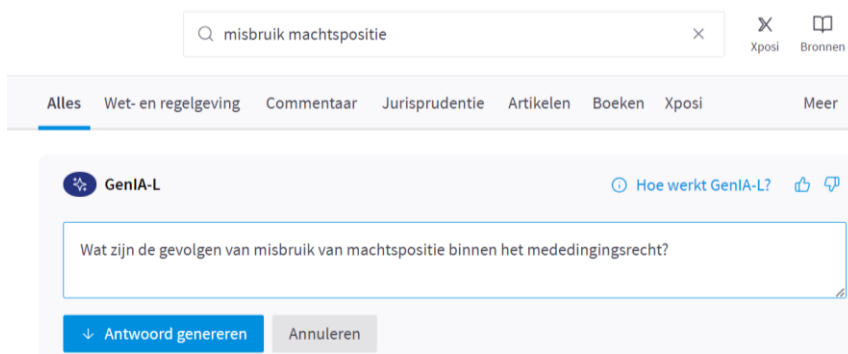 misbruik machtspositie
Xposi
Bronnen
Alles Wet- en regelgeving Commentaar Jurisprudentie Artikelen Boeken Xposi Meer
GenIA-L
Hoe werkt GenIA-L?
Wat zijn de gevolgen van misbruik van machtspositie binnen het mededingingsrecht?
Antwoord genereren Annuleren